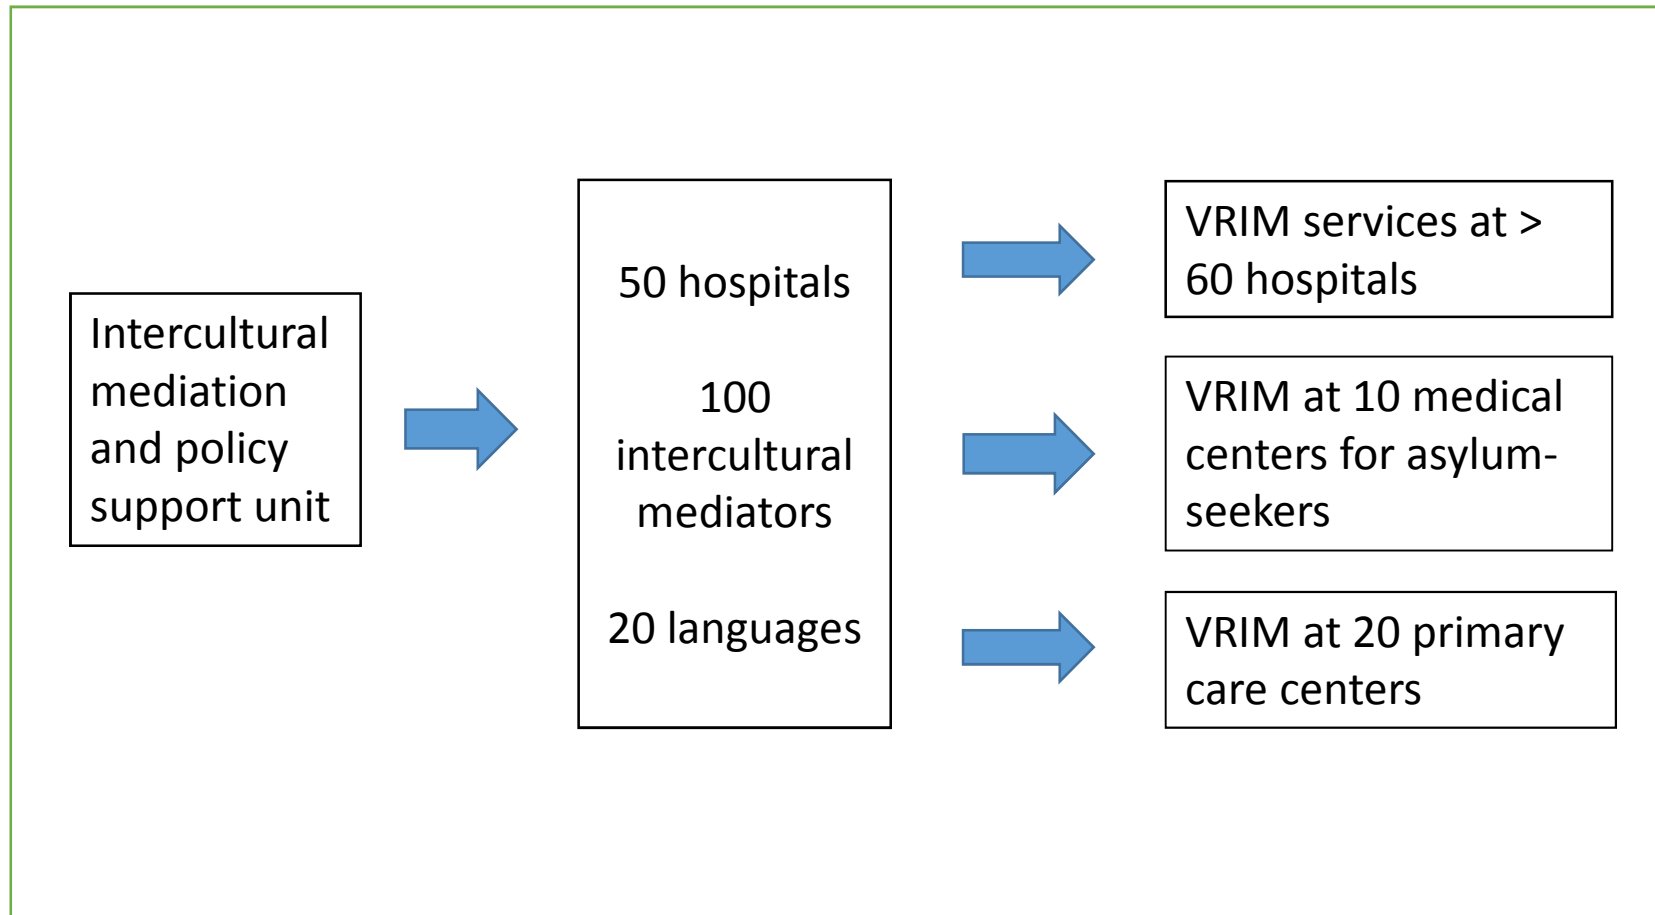 Intercultural
mediation
and policy
support unit
50 hospitals
100
intercultural
mediators
20 languages
VRIM services at >
60 hospitals
VRIM at 10 medical
centers for asylum-
seekers
VRIM at 20 primary
care centers